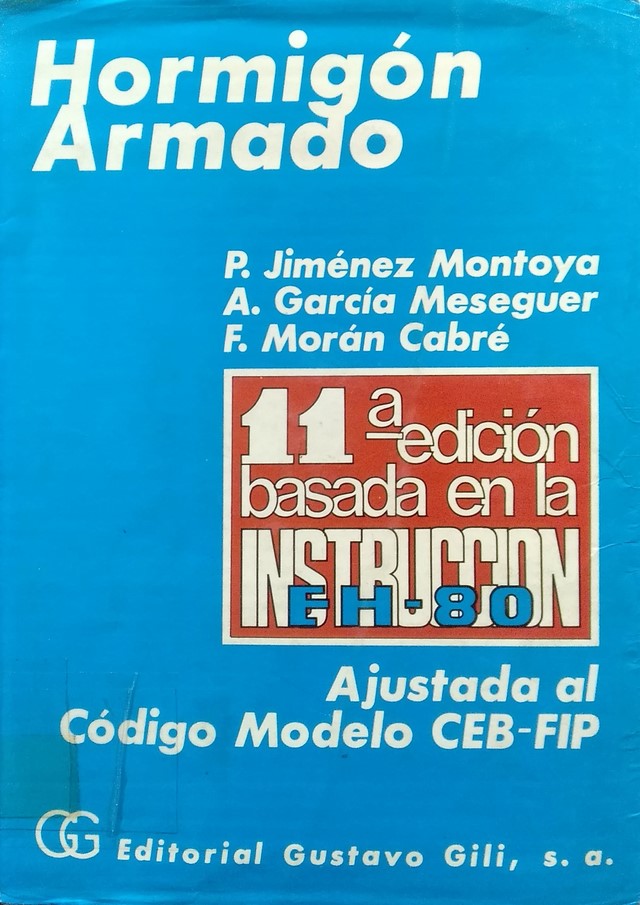 Hormigón
Armado
P. Jiménez Montoya
A. García Meseguer
F. Morán Cabré
11ª edición
basada en la
INSTRUCCION
EH-80
Ajustada al
Código Modelo CEB-FIP
GG Editorial Gustavo Gili, s. a.